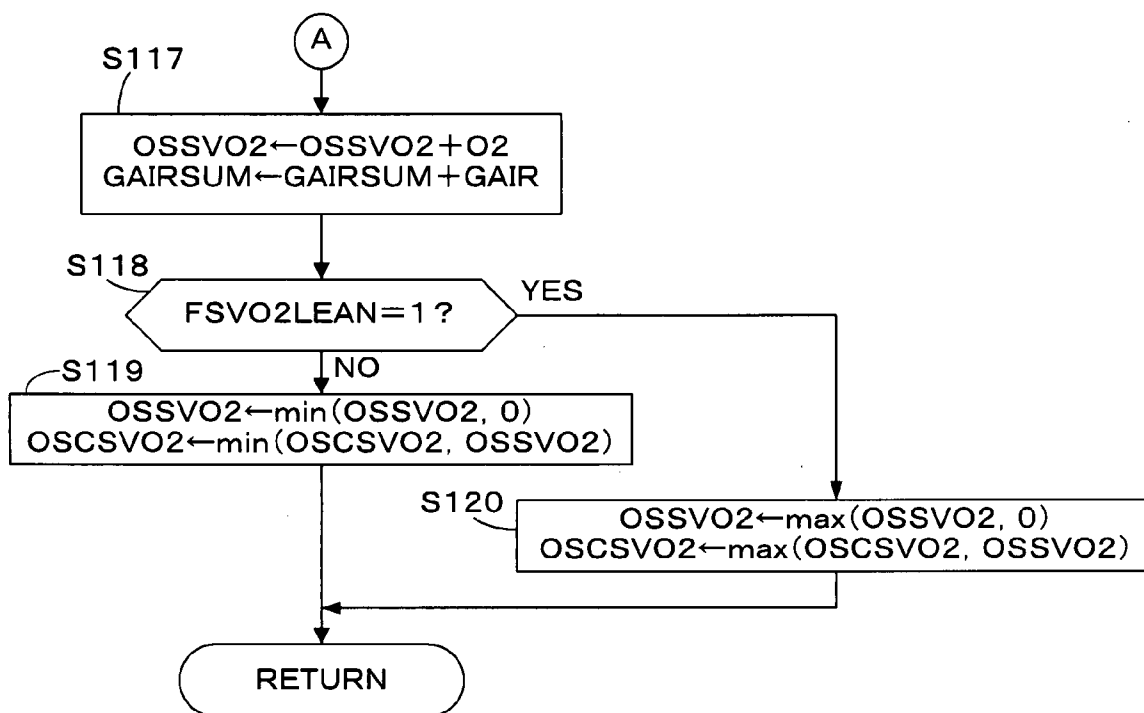 A
S117
OSSVO2←OSSVO2+O2
GAIRSUM←GAIRSUM+GAIR
S118
FSVO2LEAN=1?
YES
NO
S119
OSSVO2←min(OSSVO2, 0)
OSCSVO2←min(OSCSVO2, OSSVO2)
S120
OSSVO2←max(OSSVO2, 0)
OSCSVO2←max(OSCSVO2, OSSVO2)
RETURN